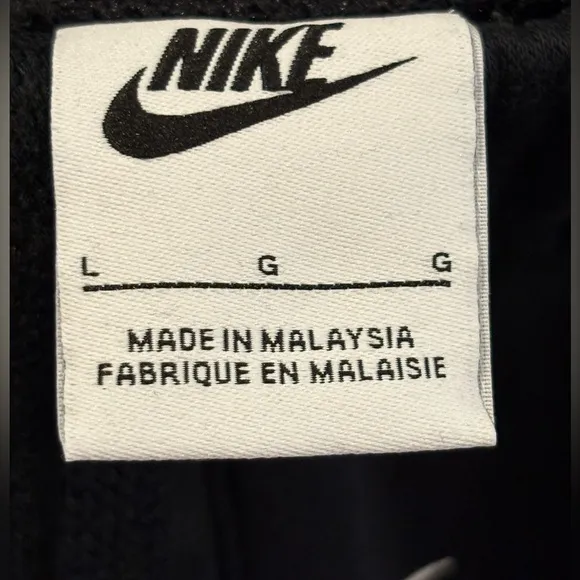 NIKE
L G G
MADE IN MALAYSIA
FABRIQUE EN MALAISIE